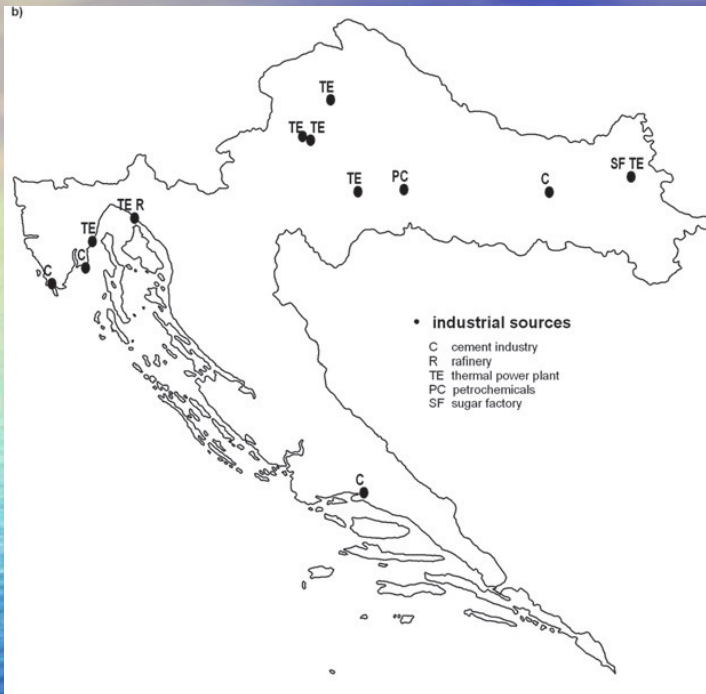 b)
TE
TE TE
SF TE
PC
TE
C
TE R
TE
C
C
• industrial sources
C cement industry
R rafinery
TE thermal power plant
PC petrochemicals
SF sugar factory
C